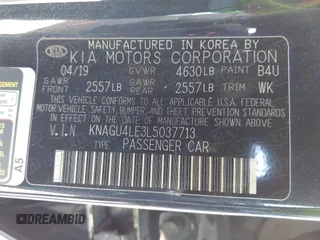 MANUFACTURED IN KOREA BY
KIA KIA MOTORS CORPORATION
04/19 GVWR 4630LB PAINT B4U
GAWR FRONT 2557LB GAWR REAR 2557LB TRIM WK
THIS VEHICLE CONFORMS TO ALL APPLICABLE
FEDERAL MOTOR VEHICLE SAFETY, BUMPER, AND THEFT
PREVENTION STANDARDS IN EFFECT ON THE DATE OF
MANUFACTURE SHOWN ABOVE.
V.I.N KNAGU4LE3L5037713
TYPE PASSENGER CAR
A5
© DREAMBID